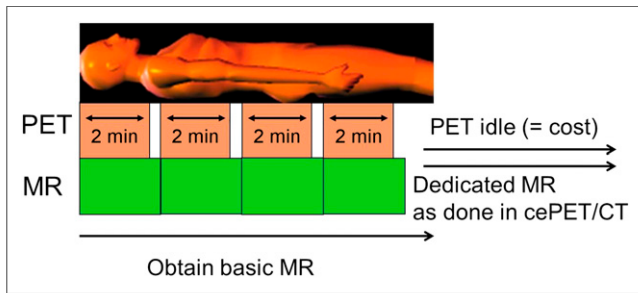 PET
2 min 2 min 2 min 2 min
PET idle (= cost)
MR
Dedicated MR
as done in cePET/CT
Obtain basic MR